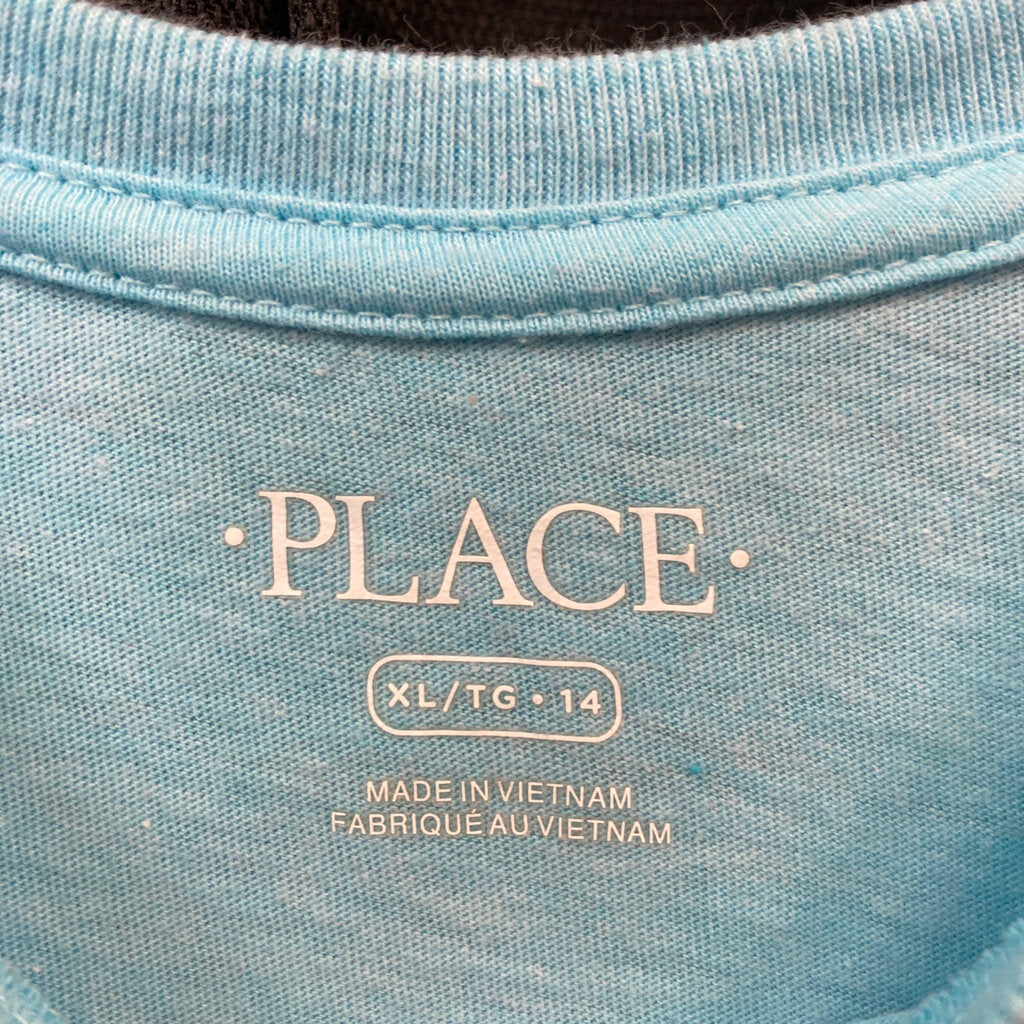 ·PLACE·
XL/TG • 14
MADE IN VIETNAM
FABRIQUÉ AU VIETNAM